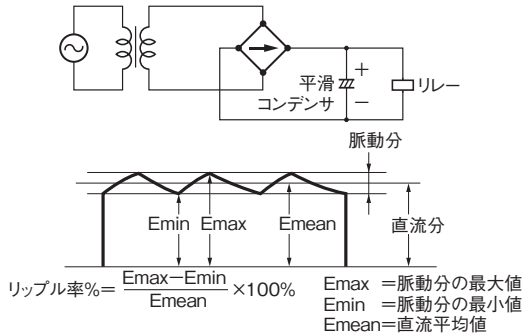 平滑
コンデンサ
+
−
リレー
脈動分
Emin Emax Emean 直流分
リップル率%= Emax−Emin / Emean ×100%
Emax =脈動分の最大値
Emin =脈動分の最小値
Emean=直流平均値